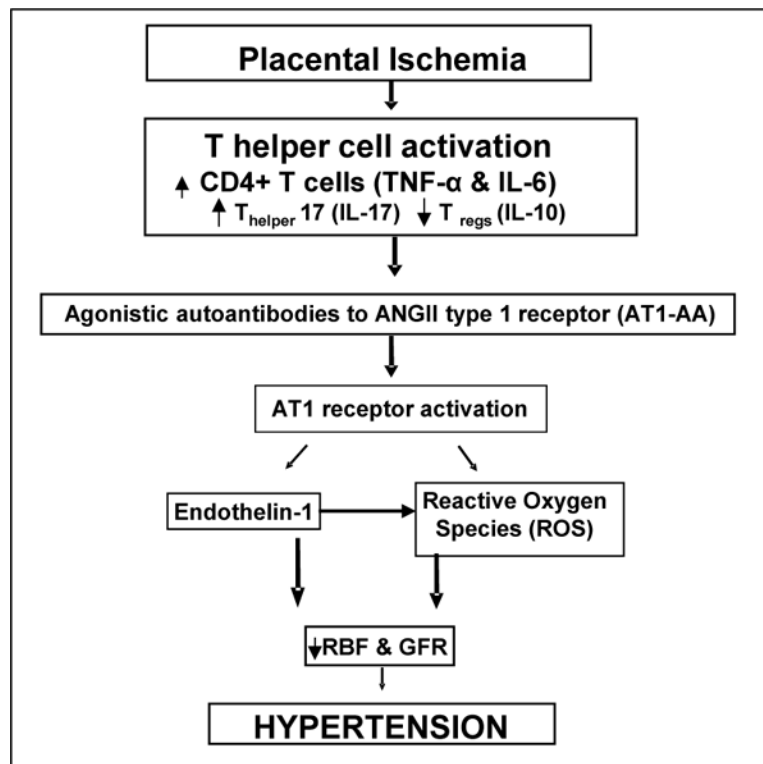 Placental Ischemia
T helper cell activation
CD4+ T cells (TNF-α & IL-6)
Thelper 17 (IL-17) T regs (IL-10)
Agonistic autoantibodies to ANGII type 1 receptor (AT1-AA)
AT1 receptor activation
Endothelin-1
Reactive Oxygen
Species (ROS)
RBF & GFR
HYPERTENSION